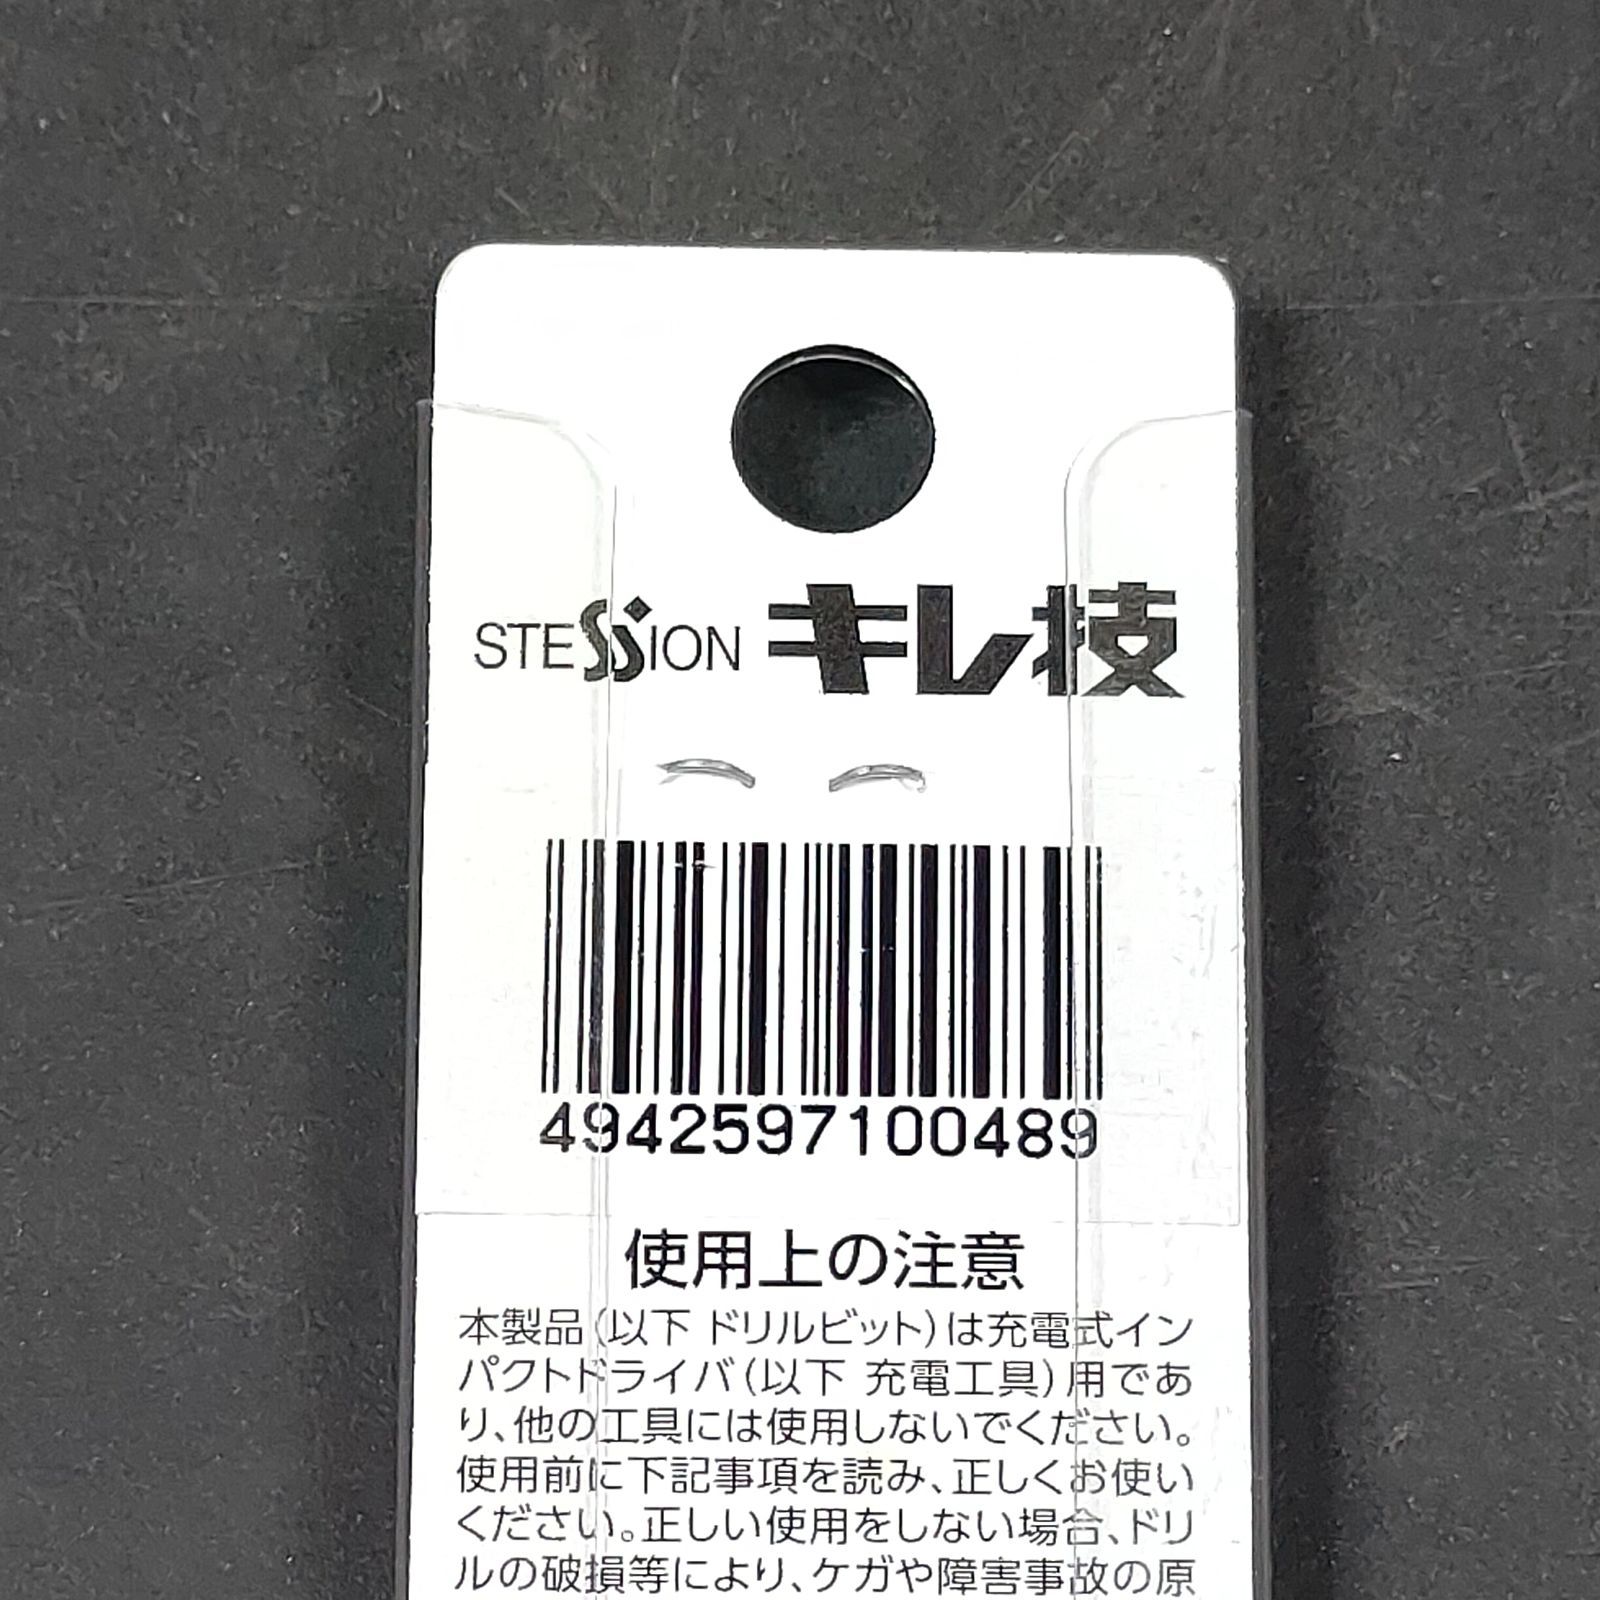 STESSION キレ技
4942597100489
使用上の注意
本製品(以下 ドリルビット)は充電式イン
パクトドライバ(以下 充電工具)用であ
り、他の工具には使用しないでください。
使用前に下記事項を読み、正しくお使い
ください。正しい使用をしない場合、ドリ
ルの破損等により、ケガや障害事故の原